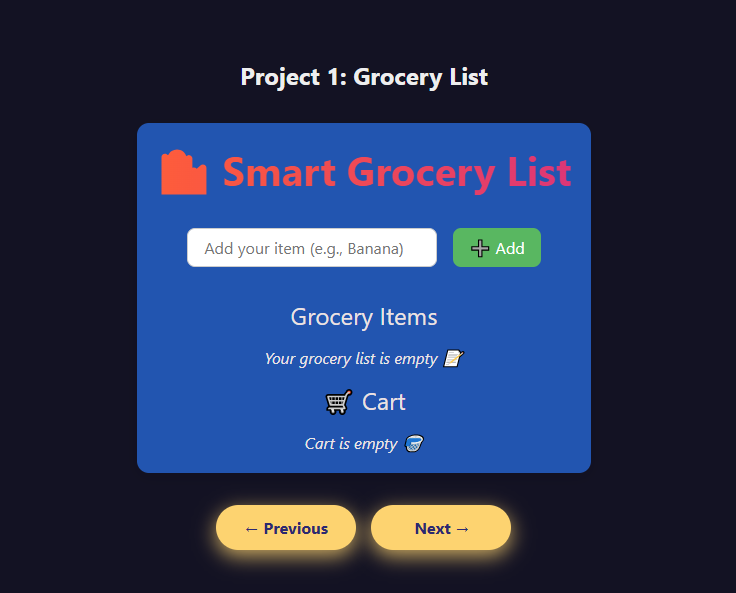 Project 1: Grocery List
Smart Grocery List
Add your item (e.g., Banana)
➕ Add
Grocery Items
Your grocery list is empty 📝
🛒 Cart
Cart is empty 🗑️
← Previous
Next →